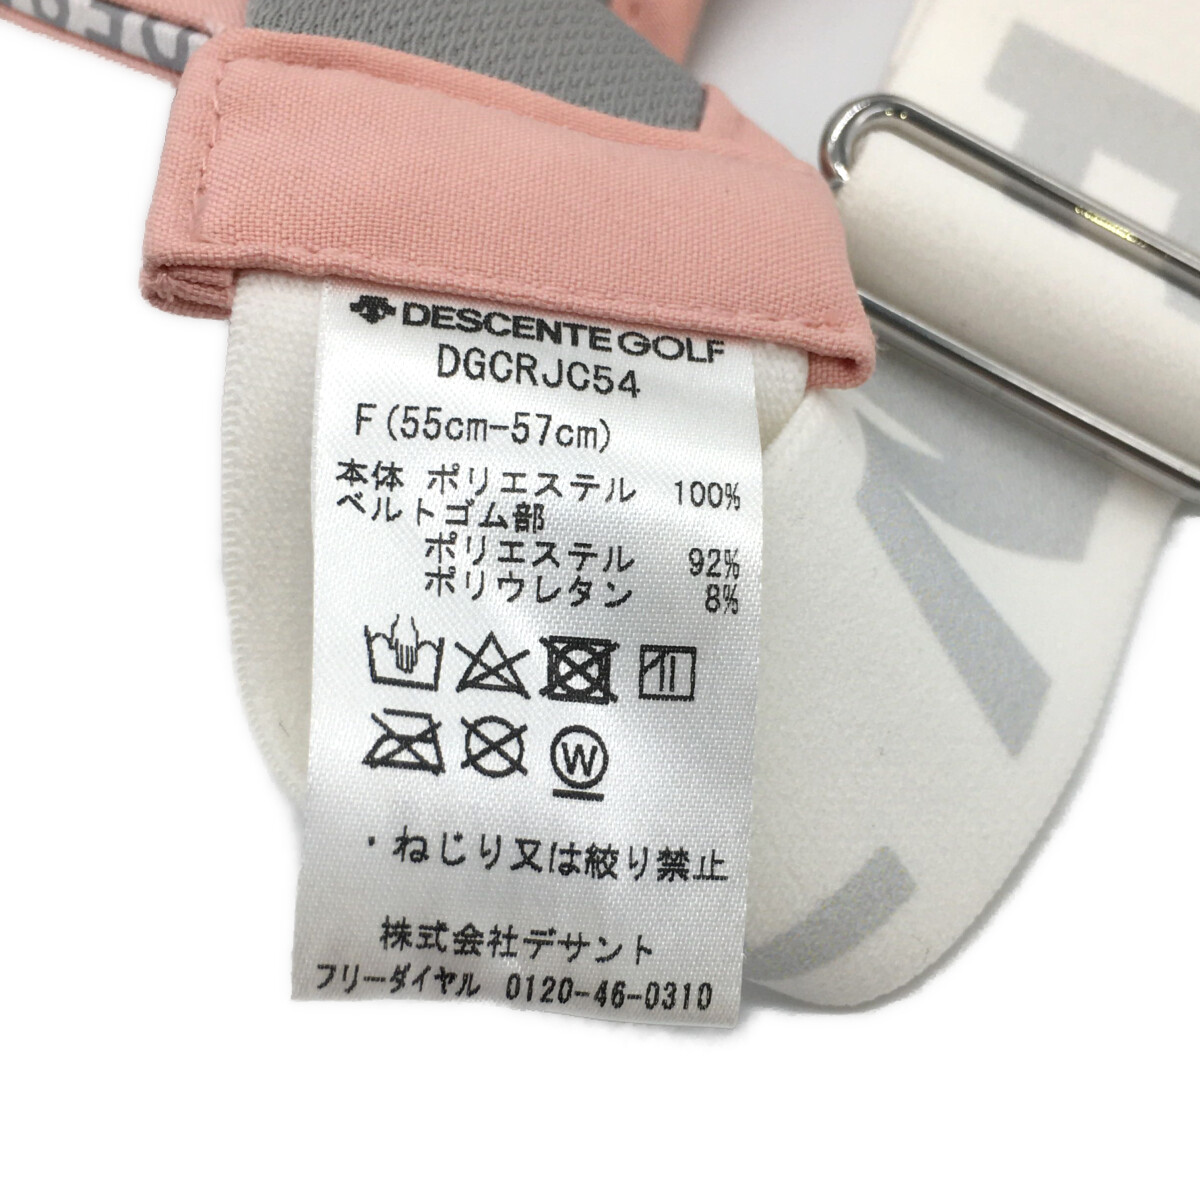 DESCENTE GOLF
DGCRJC54
F(55cm-57cm)
本体 ポリエステル 100%
ベルトゴム部
ポリエステル 92%
ポリウレタン 8%
W
・ねじり又は絞り禁止
株式会社デサント
フリーダイヤル 0120-46-0310